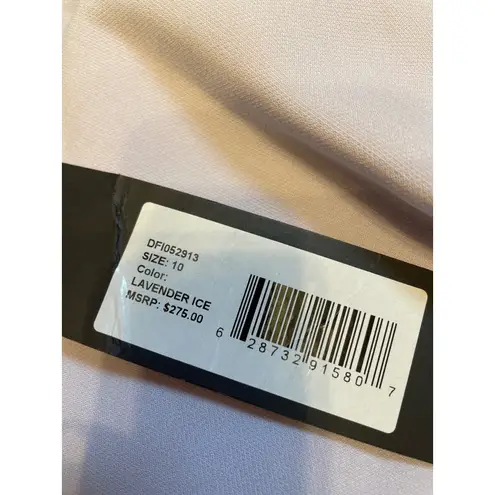 DFI052913
SIZE: 10
Color:
LAVENDER ICE
MSRP: $275.00
6 28732 91580 7